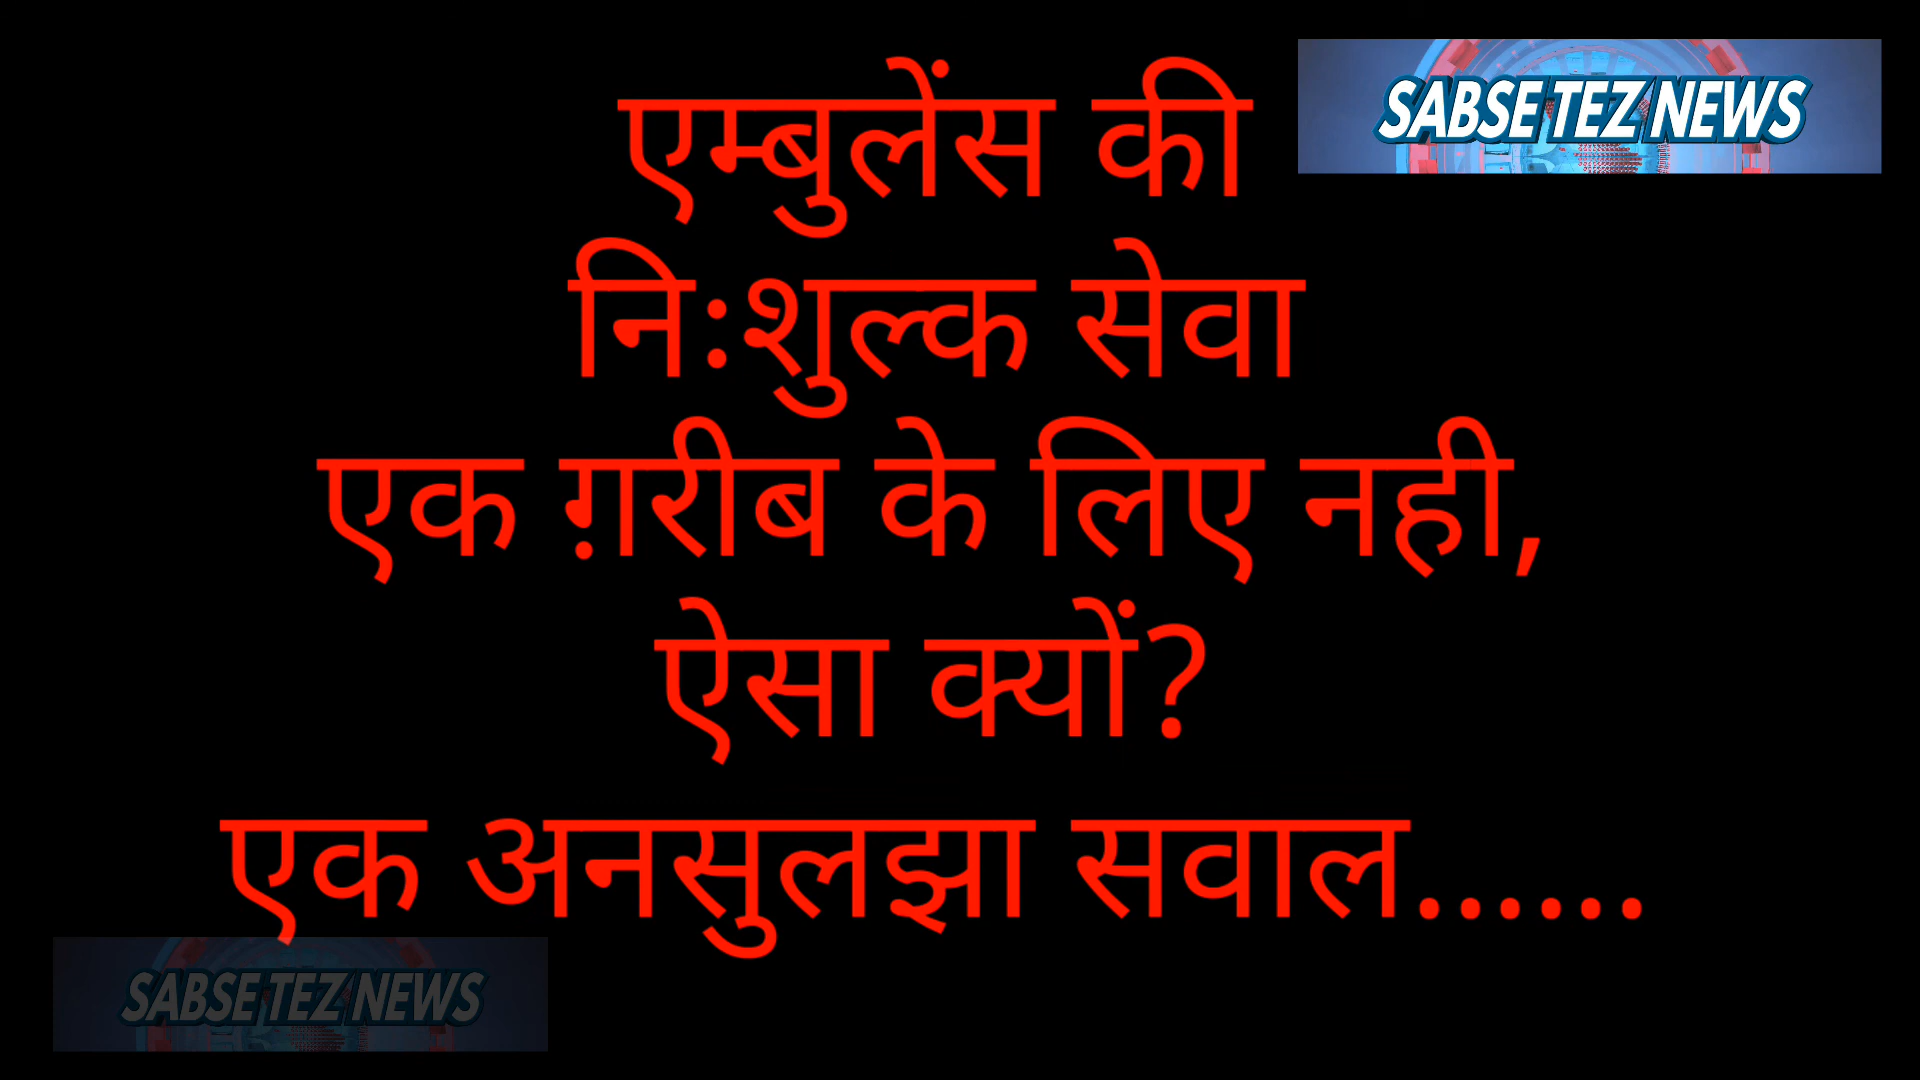 SABSE TEZ NEWS
एम्बुलेंस की
निःशुल्क सेवा
एक ग़रीब के लिए नही,
ऐसा क्यों?
एक अनसुलझा सवाल......
SABSE TEZ NEWS